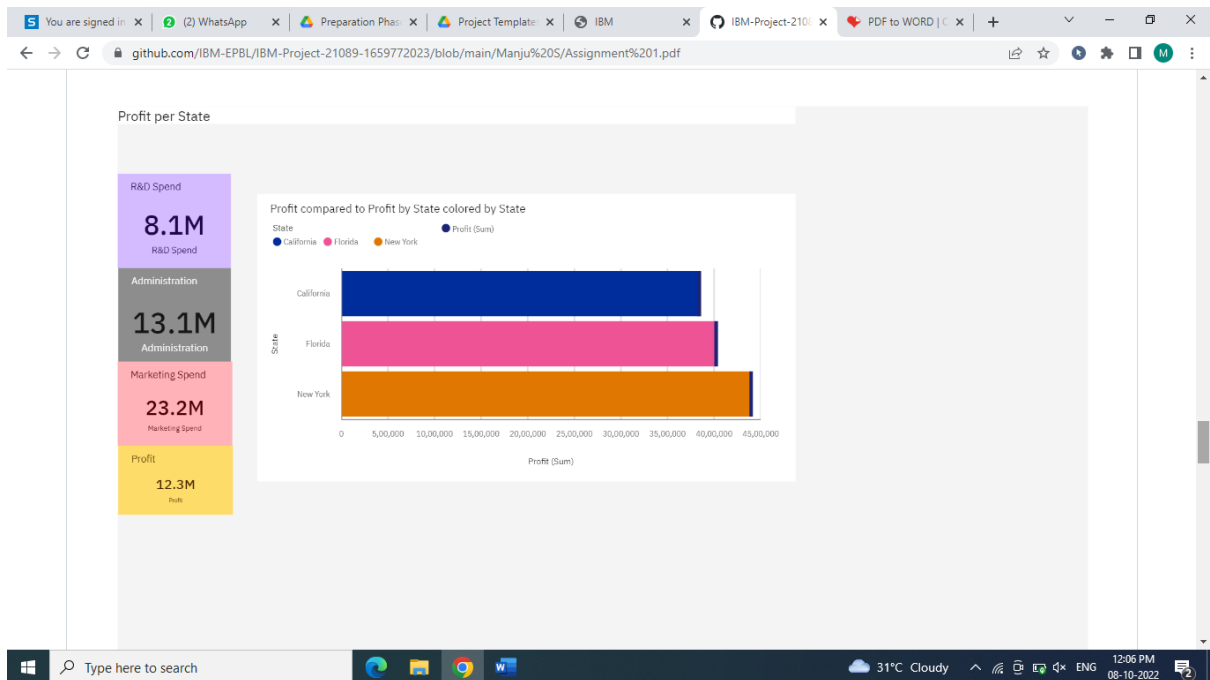 You are signed in
(2) WhatsApp
Preparation Phas
Project Template
IBM
IBM-Project-2108
PDF to WORD | C
github.com/IBM-EPBL/IBM-Project-21089-1659772023/blob/main/Manju%20S/Assignment%201.pdf
M
Profit per State
R&D Spend
8.1M
R&D Spend
Administration
13.1M
Administration
Marketing Spend
23.2M
Marketing Spend
Profit
12.3M
Profit
Profit compared to Profit by State colored by State
State
Profit (Sum)
California Florida New York
State
California
Florida
New York
0 5,00,000 10,00,000 15,00,000 20,00,000 25,00,000 30,00,000 35,00,000 40,00,000 45,00,000
Profit (Sum)
Type here to search
31°C Cloudy
ENG
12:06 PM
08-10-2022
2